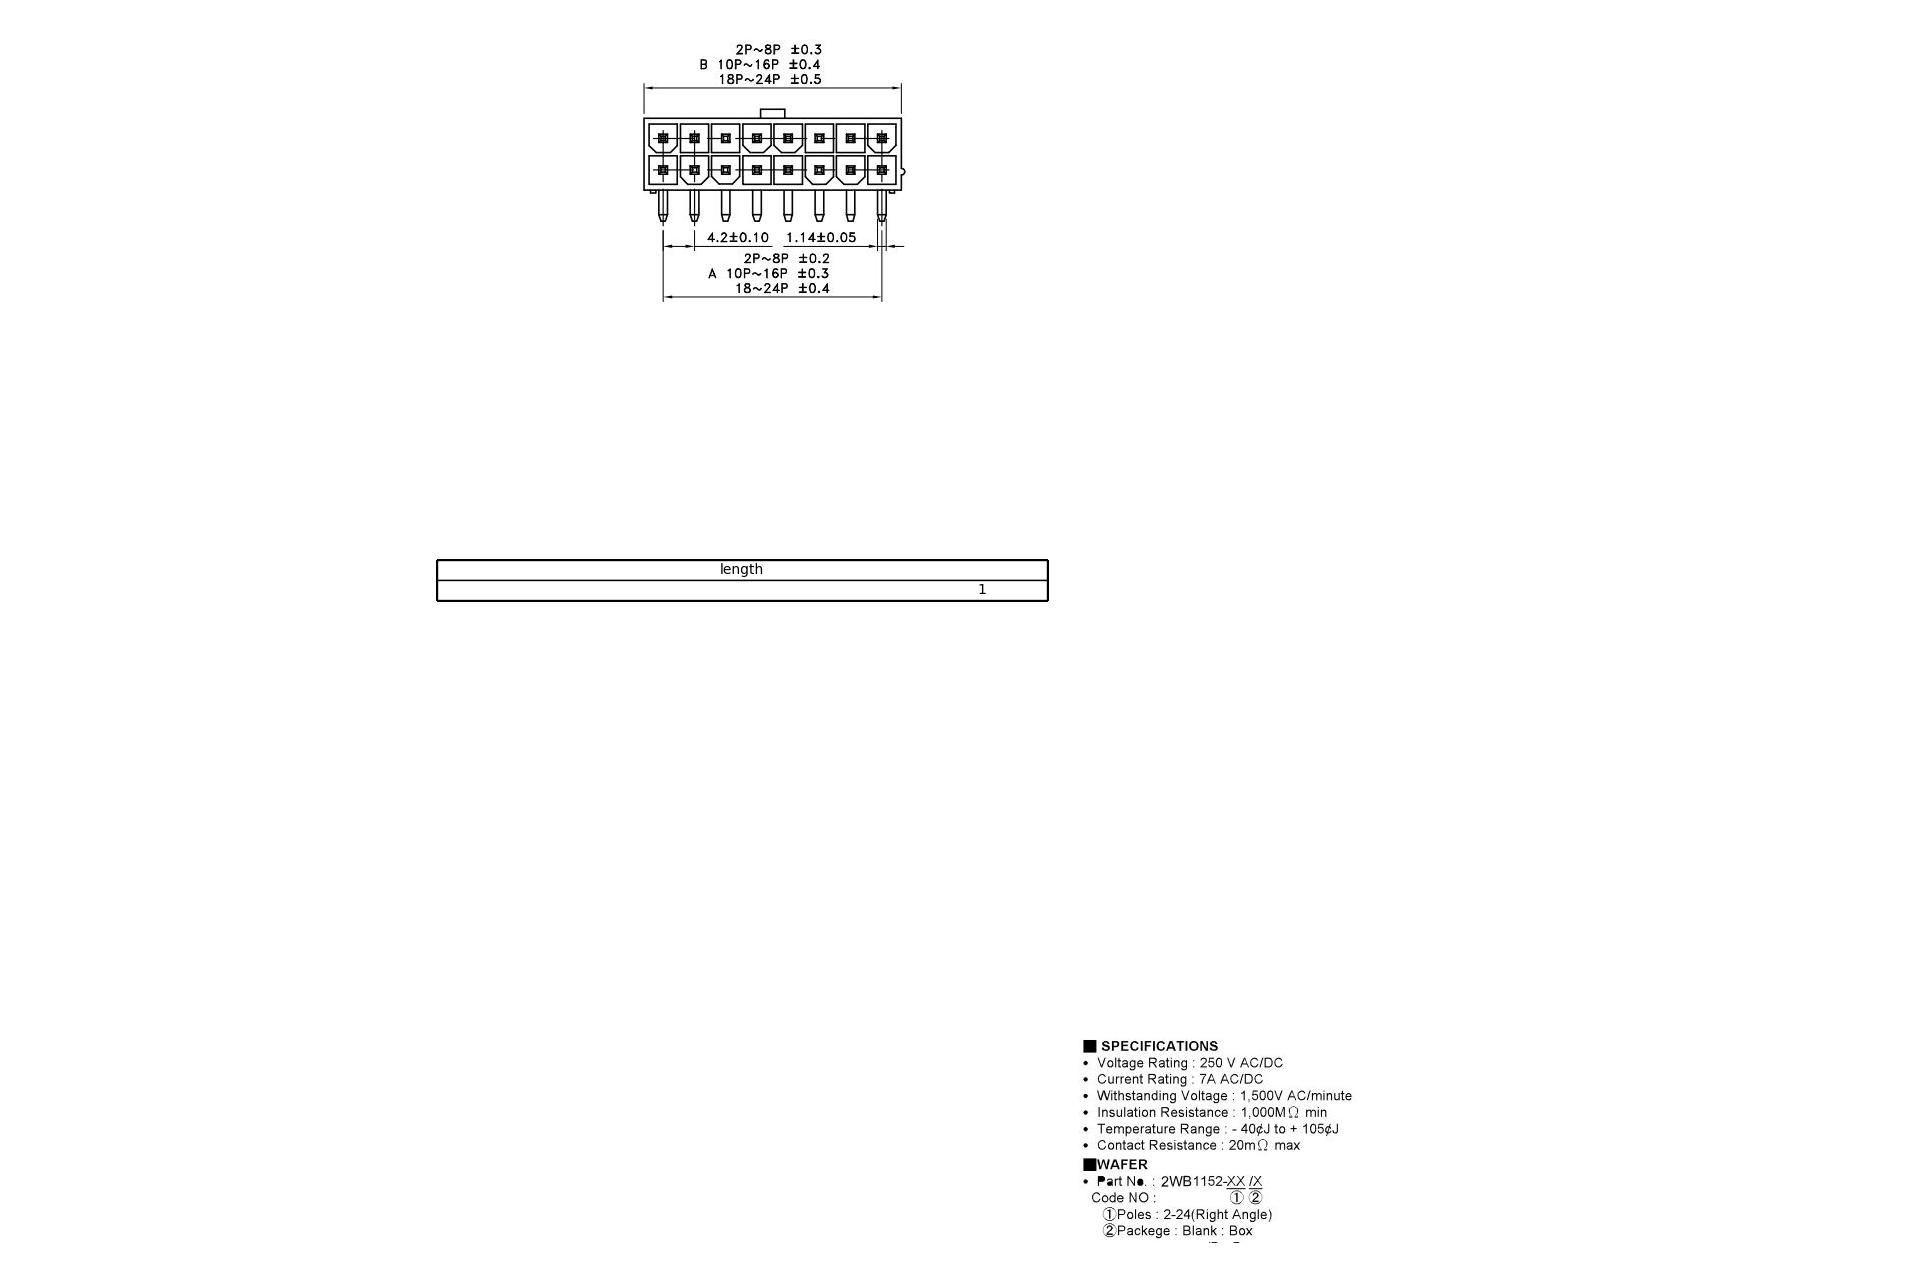 2P~8P ±0.3
B 10P~16P ±0.4
18P~24P ±0.5
4.2±0.10 1.14±0.05
2P~8P ±0.2
A 10P~16P ±0.3
18~24P ±0.4
length
1
■ SPECIFICATIONS
• Voltage Rating : 250 V AC/DC
• Current Rating : 7A AC/DC
• Withstanding Voltage : 1,500V AC/minute
• Insulation Resistance : 1,000MΩ min
• Temperature Range : - 40¢J to + 105¢J
• Contact Resistance : 20mΩ max
■WAFER
• Part No. : 2WB1152-XX /X
Code NO : ① ②
①Poles : 2-24(Right Angle)
②Packege : Blank : Box